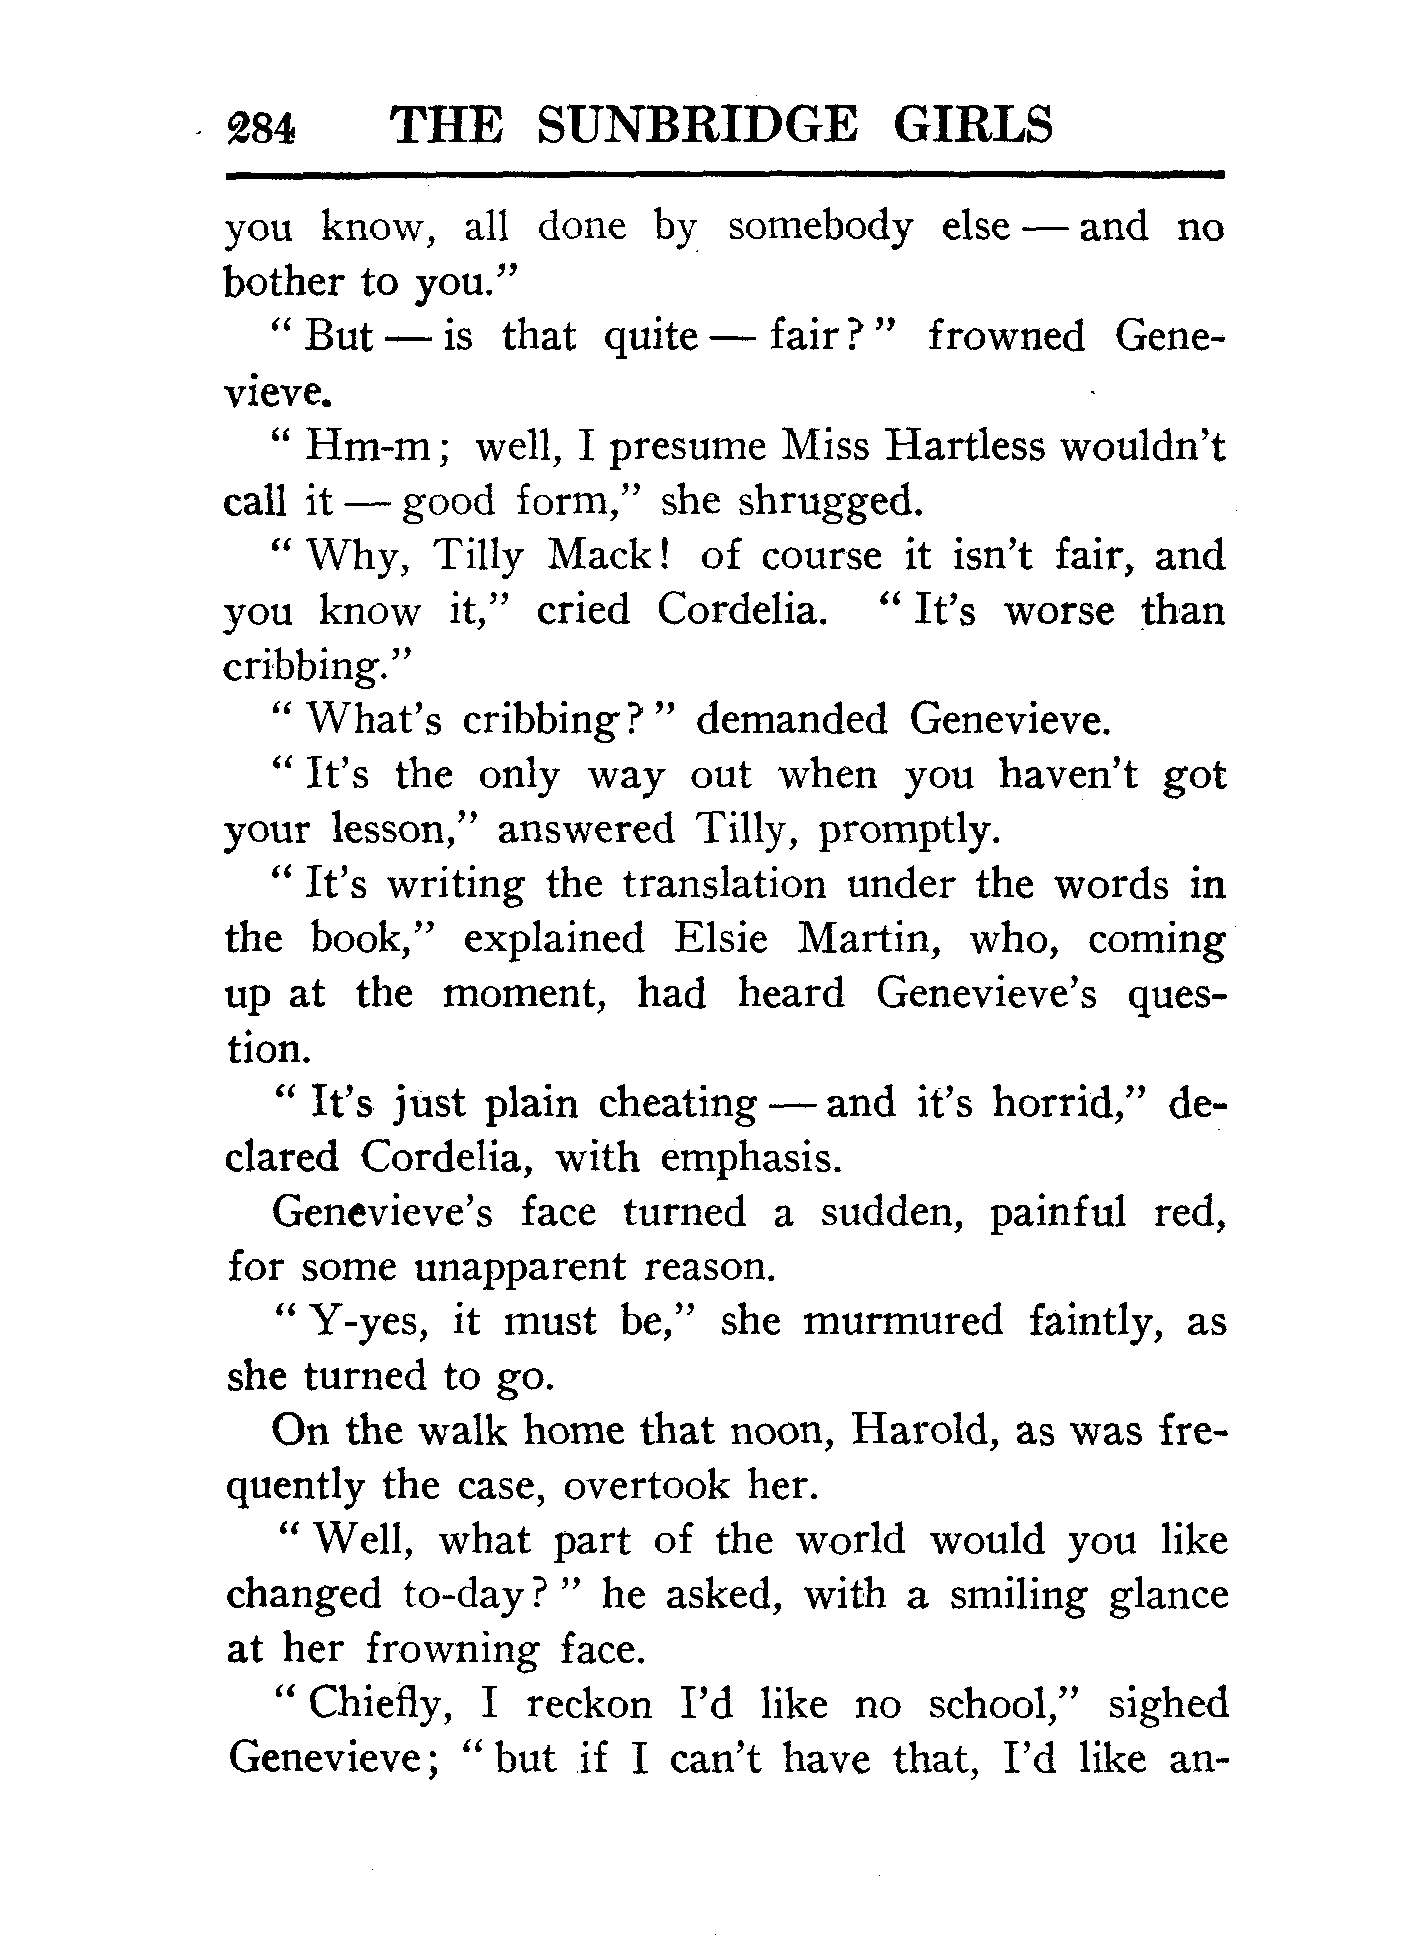 284 THE SUNBRIDGE GIRLS
you know, all done by somebody else — and no
bother to you."
" But — is that quite — fair? " frowned Gene-
vieve.
" Hm-m; well, I presume Miss Hartless wouldn't
call it — good form," she shrugged.
" Why, Tilly Mack! of course it isn't fair, and
you know it," cried Cordelia. " It's worse than
cribbing."
" What's cribbing? " demanded Genevieve.
" It's the only way out when you haven't got
your lesson," answered Tilly, promptly.
" It's writing the translation under the words in
the book," explained Elsie Martin, who, coming
up at the moment, had heard Genevieve's ques-
tion.
" It's just plain cheating — and it's horrid," de-
clared Cordelia, with emphasis.
Genevieve's face turned a sudden, painful red,
for some unapparent reason.
" Y-yes, it must be," she murmured faintly, as
she turned to go.
On the walk home that noon, Harold, as was fre-
quently the case, overtook her.
" Well, what part of the world would you like
changed to-day? " he asked, with a smiling glance
at her frowning face.
" Chiefly, I reckon I'd like no school," sighed
Genevieve; " but if I can't have that, I'd like an-